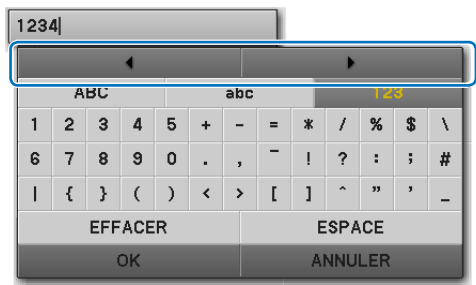 1234
◄ ►
ABC abc 123
1 2 3 4 5 + - = * / % $ \
6 7 8 9 0 . , ‾ ! ? : ; #
| { } ( ) < > [ ] ^ " ' _
EFFACER ESPACE
OK ANNULER